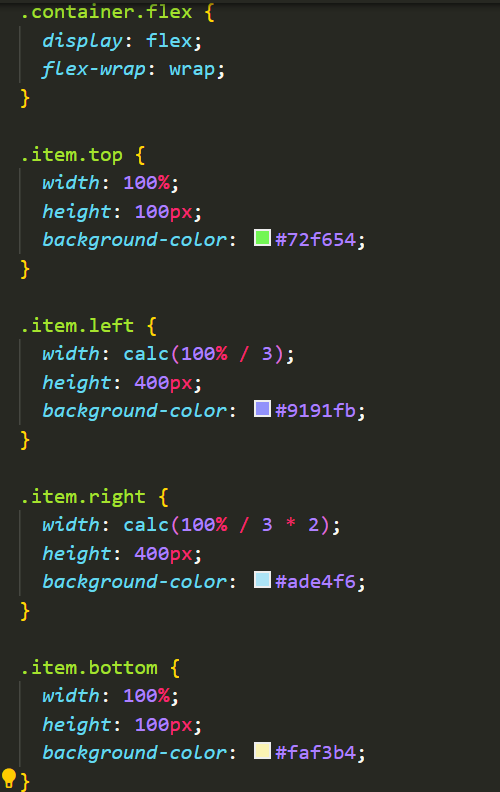 .container.flex {
  display: flex;
  flex-wrap: wrap;
}

.item.top {
  width: 100%;
  height: 100px;
  background-color: #72f654;
}

.item.left {
  width: calc(100% / 3);
  height: 400px;
  background-color: #9191fb;
}

.item.right {
  width: calc(100% / 3 * 2);
  height: 400px;
  background-color: #ade4f6;
}

.item.bottom {
  width: 100%;
  height: 100px;
  background-color: #faf3b4;
}